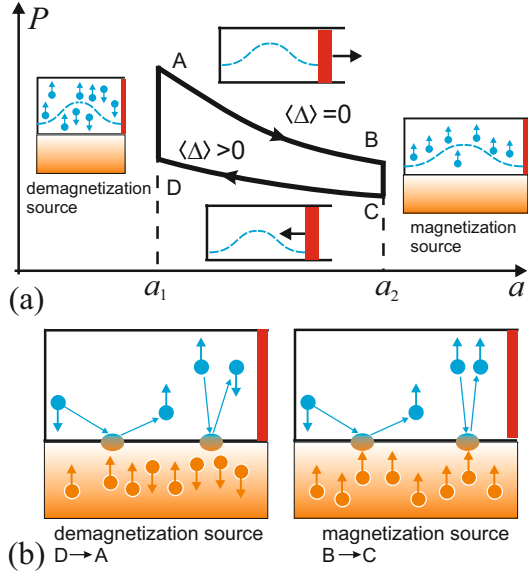 P
A
⟨Δ⟩=0
⟨Δ⟩>0
B
D
C
demagnetization
source
magnetization
source
(a)
a₁
a₂
a
demagnetization source
magnetization source
(b)
D→A
B→C